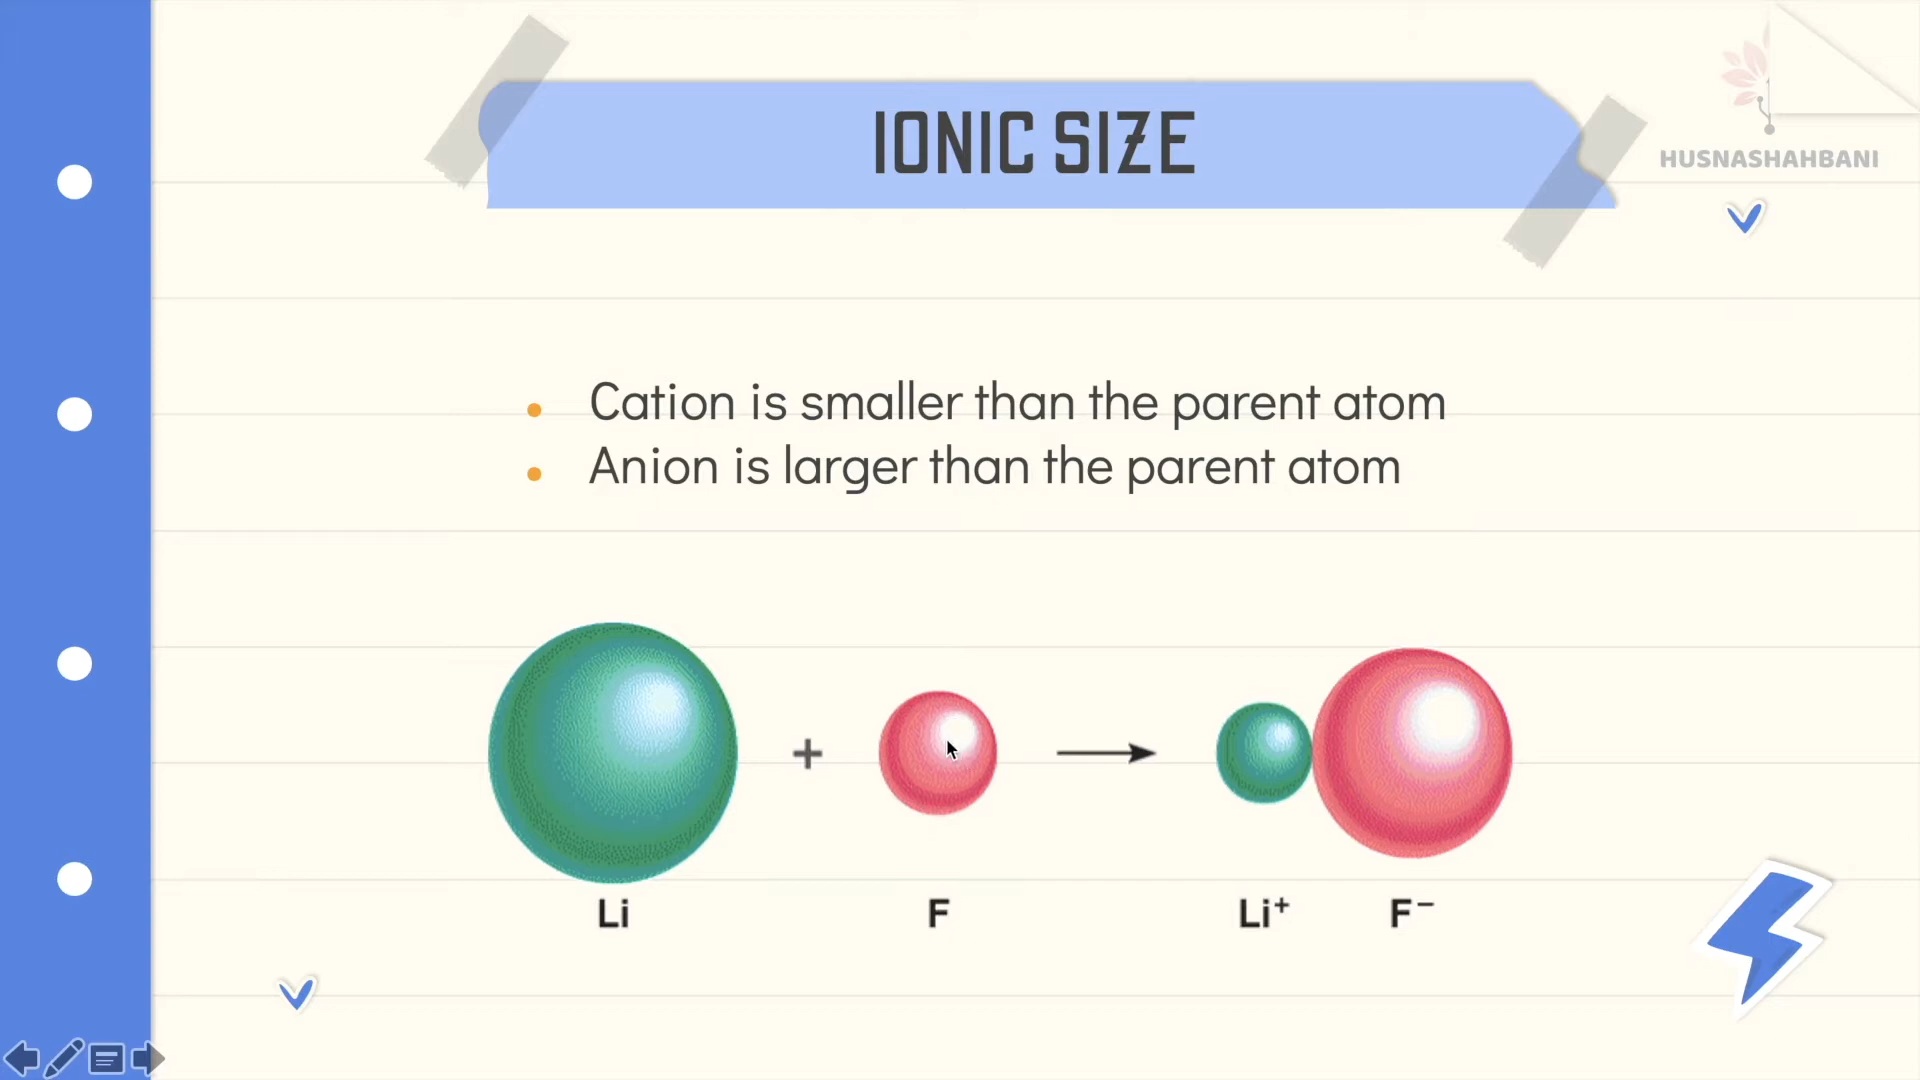 IONIC SIZE
HUSNASHAHBANI
• Cation is smaller than the parent atom
• Anion is larger than the parent atom
+
Li F Li⁺ F⁻